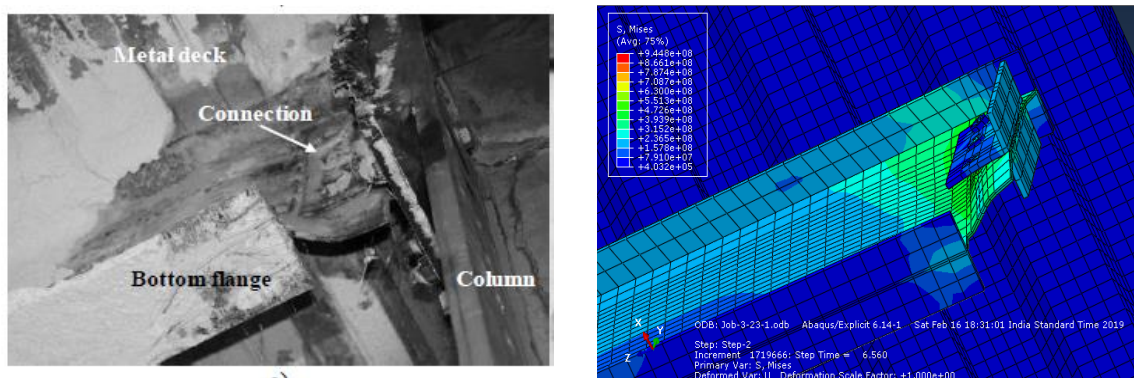 Metal deck
Connection
Bottom flange
Column
S, Mises
(Avg: 75%)
+9.448e+08
+8.661e+08
+7.874e+08
+7.087e+08
+6.300e+08
+5.513e+08
+4.726e+08
+3.939e+08
+3.152e+08
+2.365e+08
+1.578e+08
+7.910e+07
+4.032e+05
X
Y
Z
ODB: Job-3-23-1.odb Abaqus/Explicit 6.14-1 Sat Feb 16 18:31:01 India Standard Time 2019
Step: Step-2
Increment 1719666: Step Time = 6.560
Primary Var: S, Mises
Deformed Var: U Deformation Scale Factor: +1.000e+00